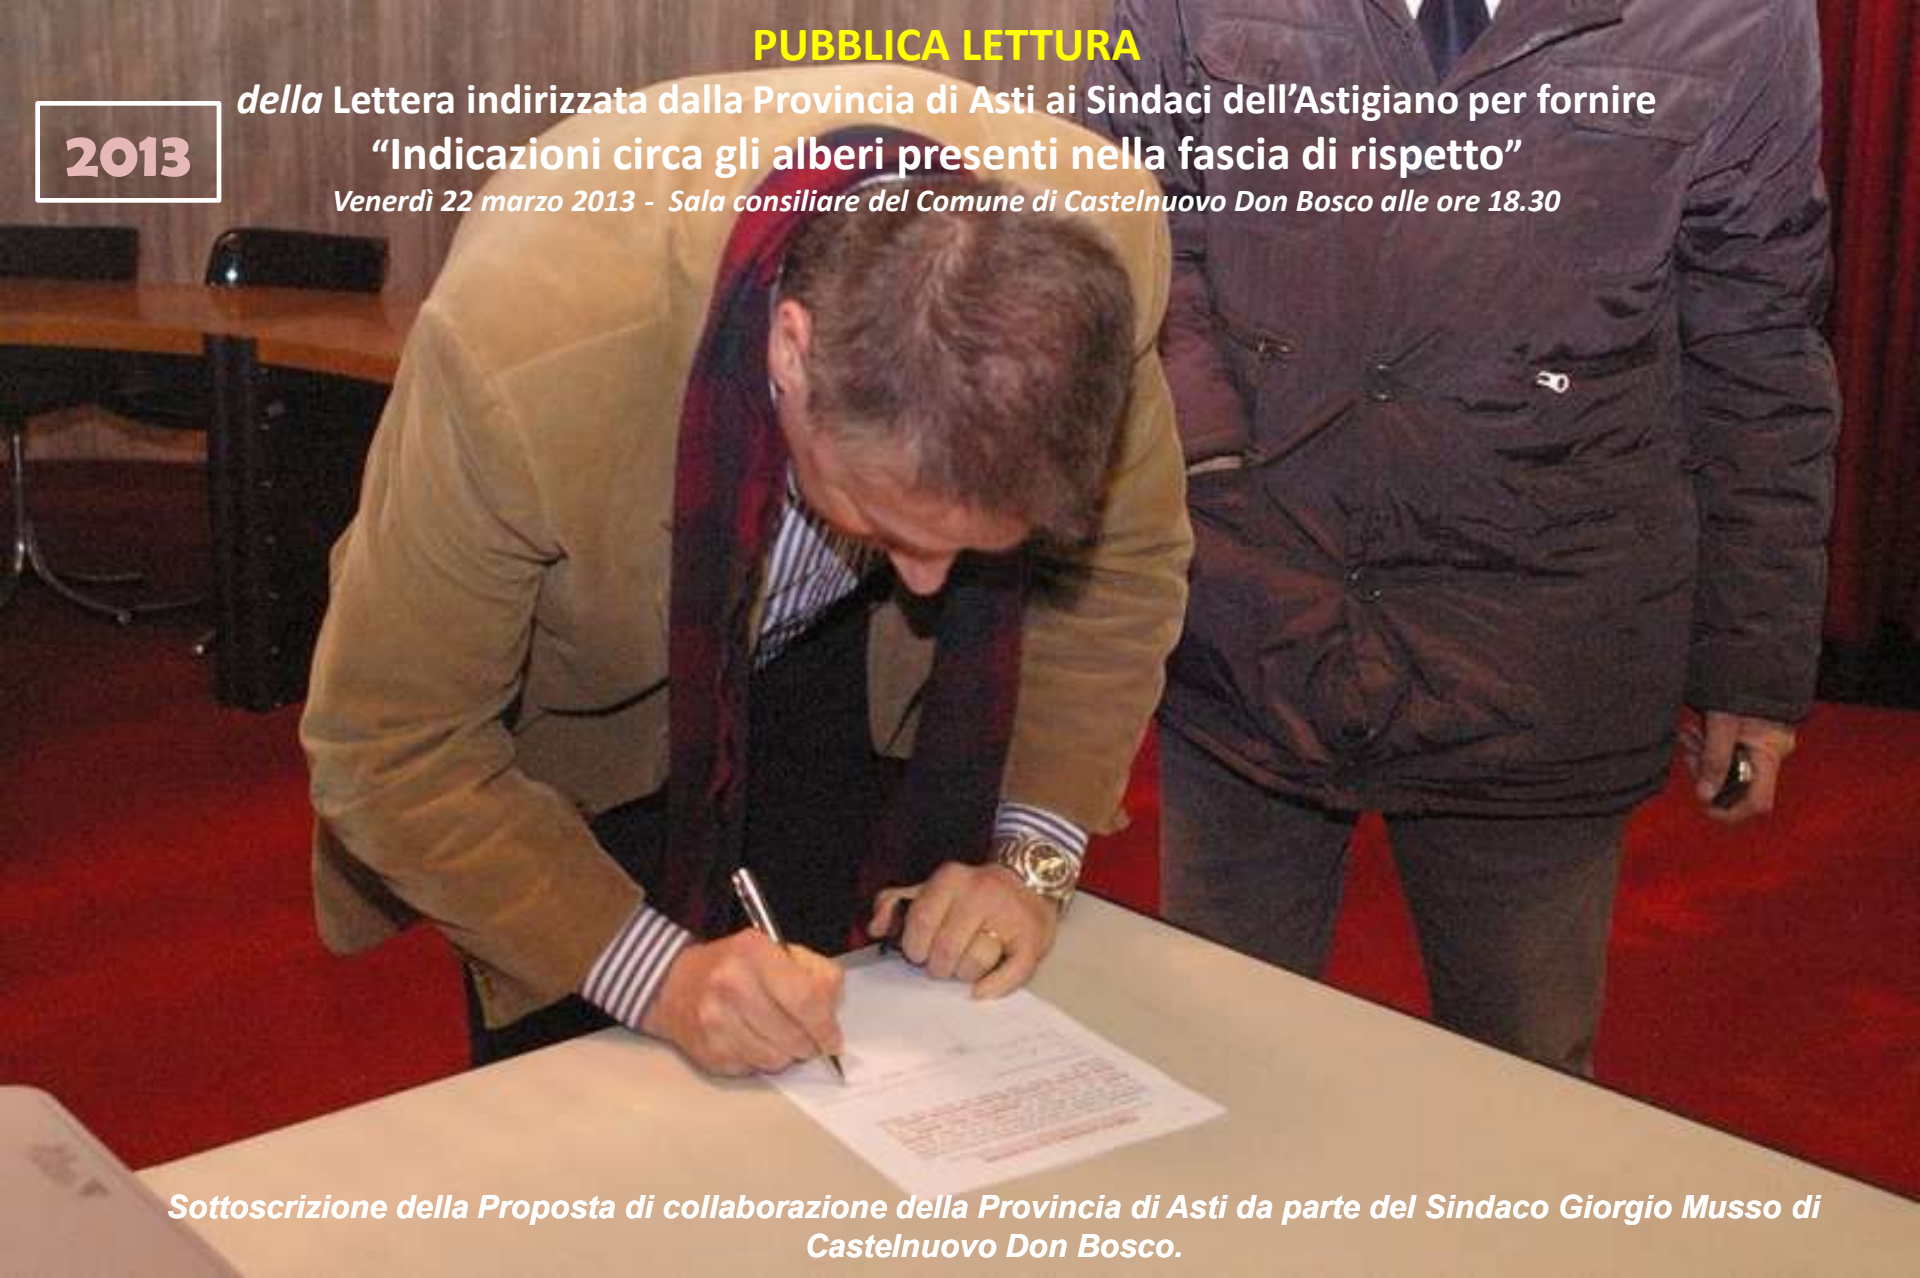 PUBBLICA LETTURA
della Lettera indirizzata dalla Provincia di Asti ai Sindaci dell’Astigiano per fornire
2013
“Indicazioni circa gli alberi presenti nella fascia di rispetto”
Venerdì 22 marzo 2013 - Sala consiliare del Comune di Castelnuovo Don Bosco alle ore 18.30
Sottoscrizione della Proposta di collaborazione della Provincia di Asti da parte del Sindaco Giorgio Musso di
Castelnuovo Don Bosco.